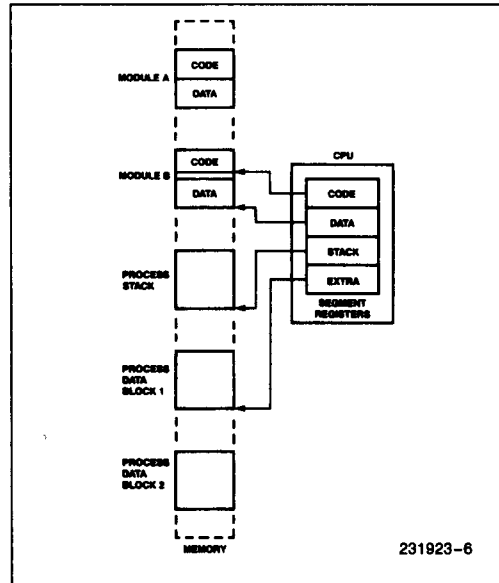 MODULE A
CODE
DATA
MODULE B
CODE
DATA
CPU
CODE
DATA
STACK
EXTRA
SEGMENT
REGISTERS
PROCESS
STACK
PROCESS
DATA
BLOCK 1
PROCESS
DATA
BLOCK 2
MEMORY
231923-6